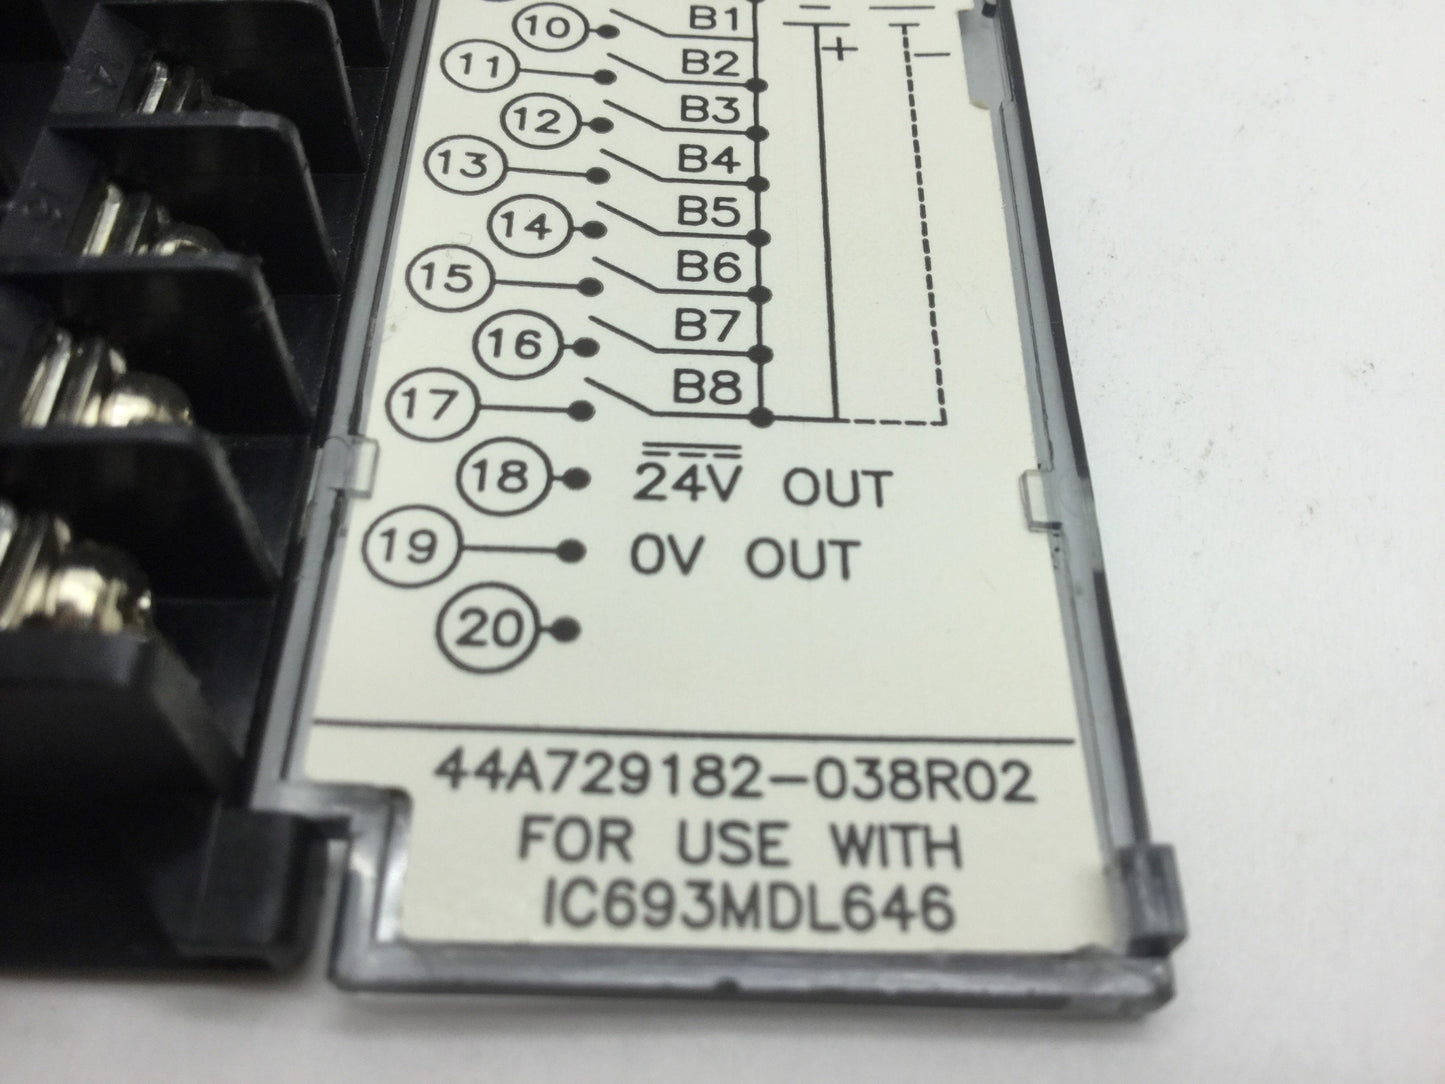 10 B1
11 B2
12 B3
13 B4
14 B5
15 B6
16 B7
17 B8
18 24V OUT
19 0V OUT
20
44A729182-038R02
FOR USE WITH
IC693MDL646